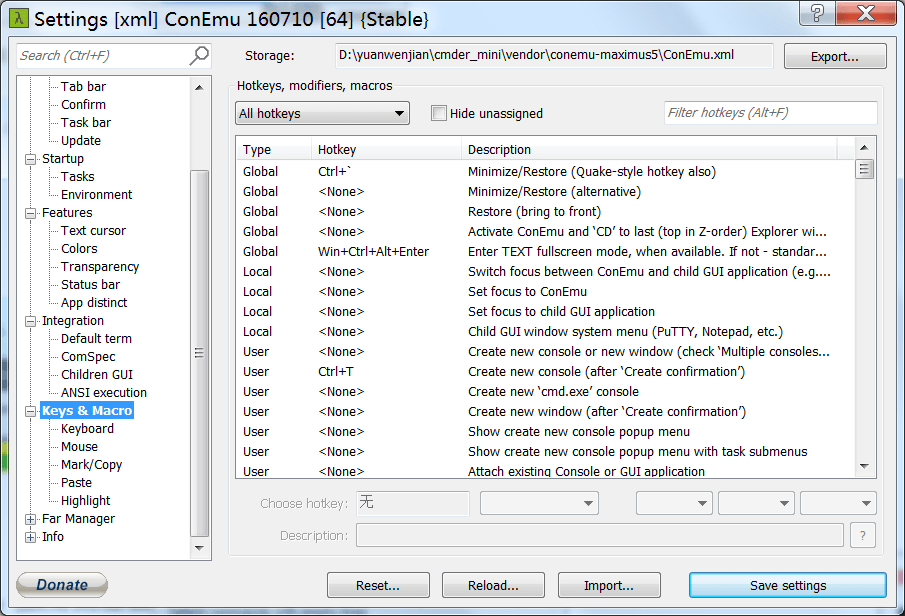 λ Settings [xml] ConEmu 160710 [64] {Stable}
Search (Ctrl+F)
Storage:
D:\yuanwenjian\cmder_mini\vendor\conemu-maximus5\ConEmu.xml
Export...
Tab bar
Confirm
Task bar
Update
Startup
Tasks
Environment
Features
Text cursor
Colors
Transparency
Status bar
App distinct
Integration
Default term
ComSpec
Children GUI
ANSI execution
Keys & Macro
Keyboard
Mouse
Mark/Copy
Paste
Highlight
Far Manager
Info
Hotkeys, modifiers, macros
All hotkeys
Hide unassigned
Filter hotkeys (Alt+F)
Type Hotkey Description
Global Ctrl+` Minimize/Restore (Quake-style hotkey also)
Global <None> Minimize/Restore (alternative)
Global <None> Restore (bring to front)
Global <None> Activate ConEmu and ‘CD’ to last (top in Z-order) Explorer wi...
Global Win+Ctrl+Alt+Enter Enter TEXT fullscreen mode, when available. If not - standar...
Local <None> Switch focus between ConEmu and child GUI application (e.g....
Local <None> Set focus to ConEmu
Local <None> Set focus to child GUI application
Local <None> Child GUI window system menu (PuTTY, Notepad, etc.)
User <None> Create new console or new window (check ‘Multiple consoles...
User Ctrl+T Create new console (after ‘Create confirmation’)
User <None> Create new ‘cmd.exe’ console
User <None> Create new window (after ‘Create confirmation’)
User <None> Show create new console popup menu
User <None> Show create new console popup menu with task submenus
User <None> Attach existing Console or GUI application
Choose hotkey: 无
Description:
?
Donate
Reset...
Reload...
Import...
Save settings